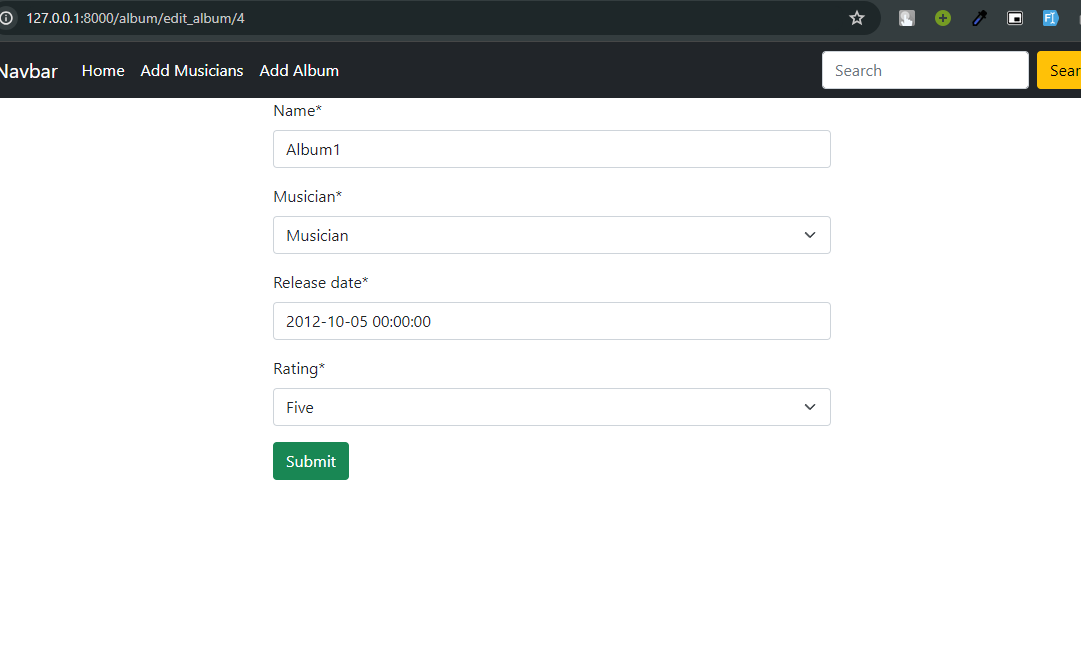 127.0.0.1:8000/album/edit_album/4
Navbar Home Add Musicians Add Album Search Sear
Name*
Album1
Musician*
Musician
Release date*
2012-10-05 00:00:00
Rating*
Five
Submit